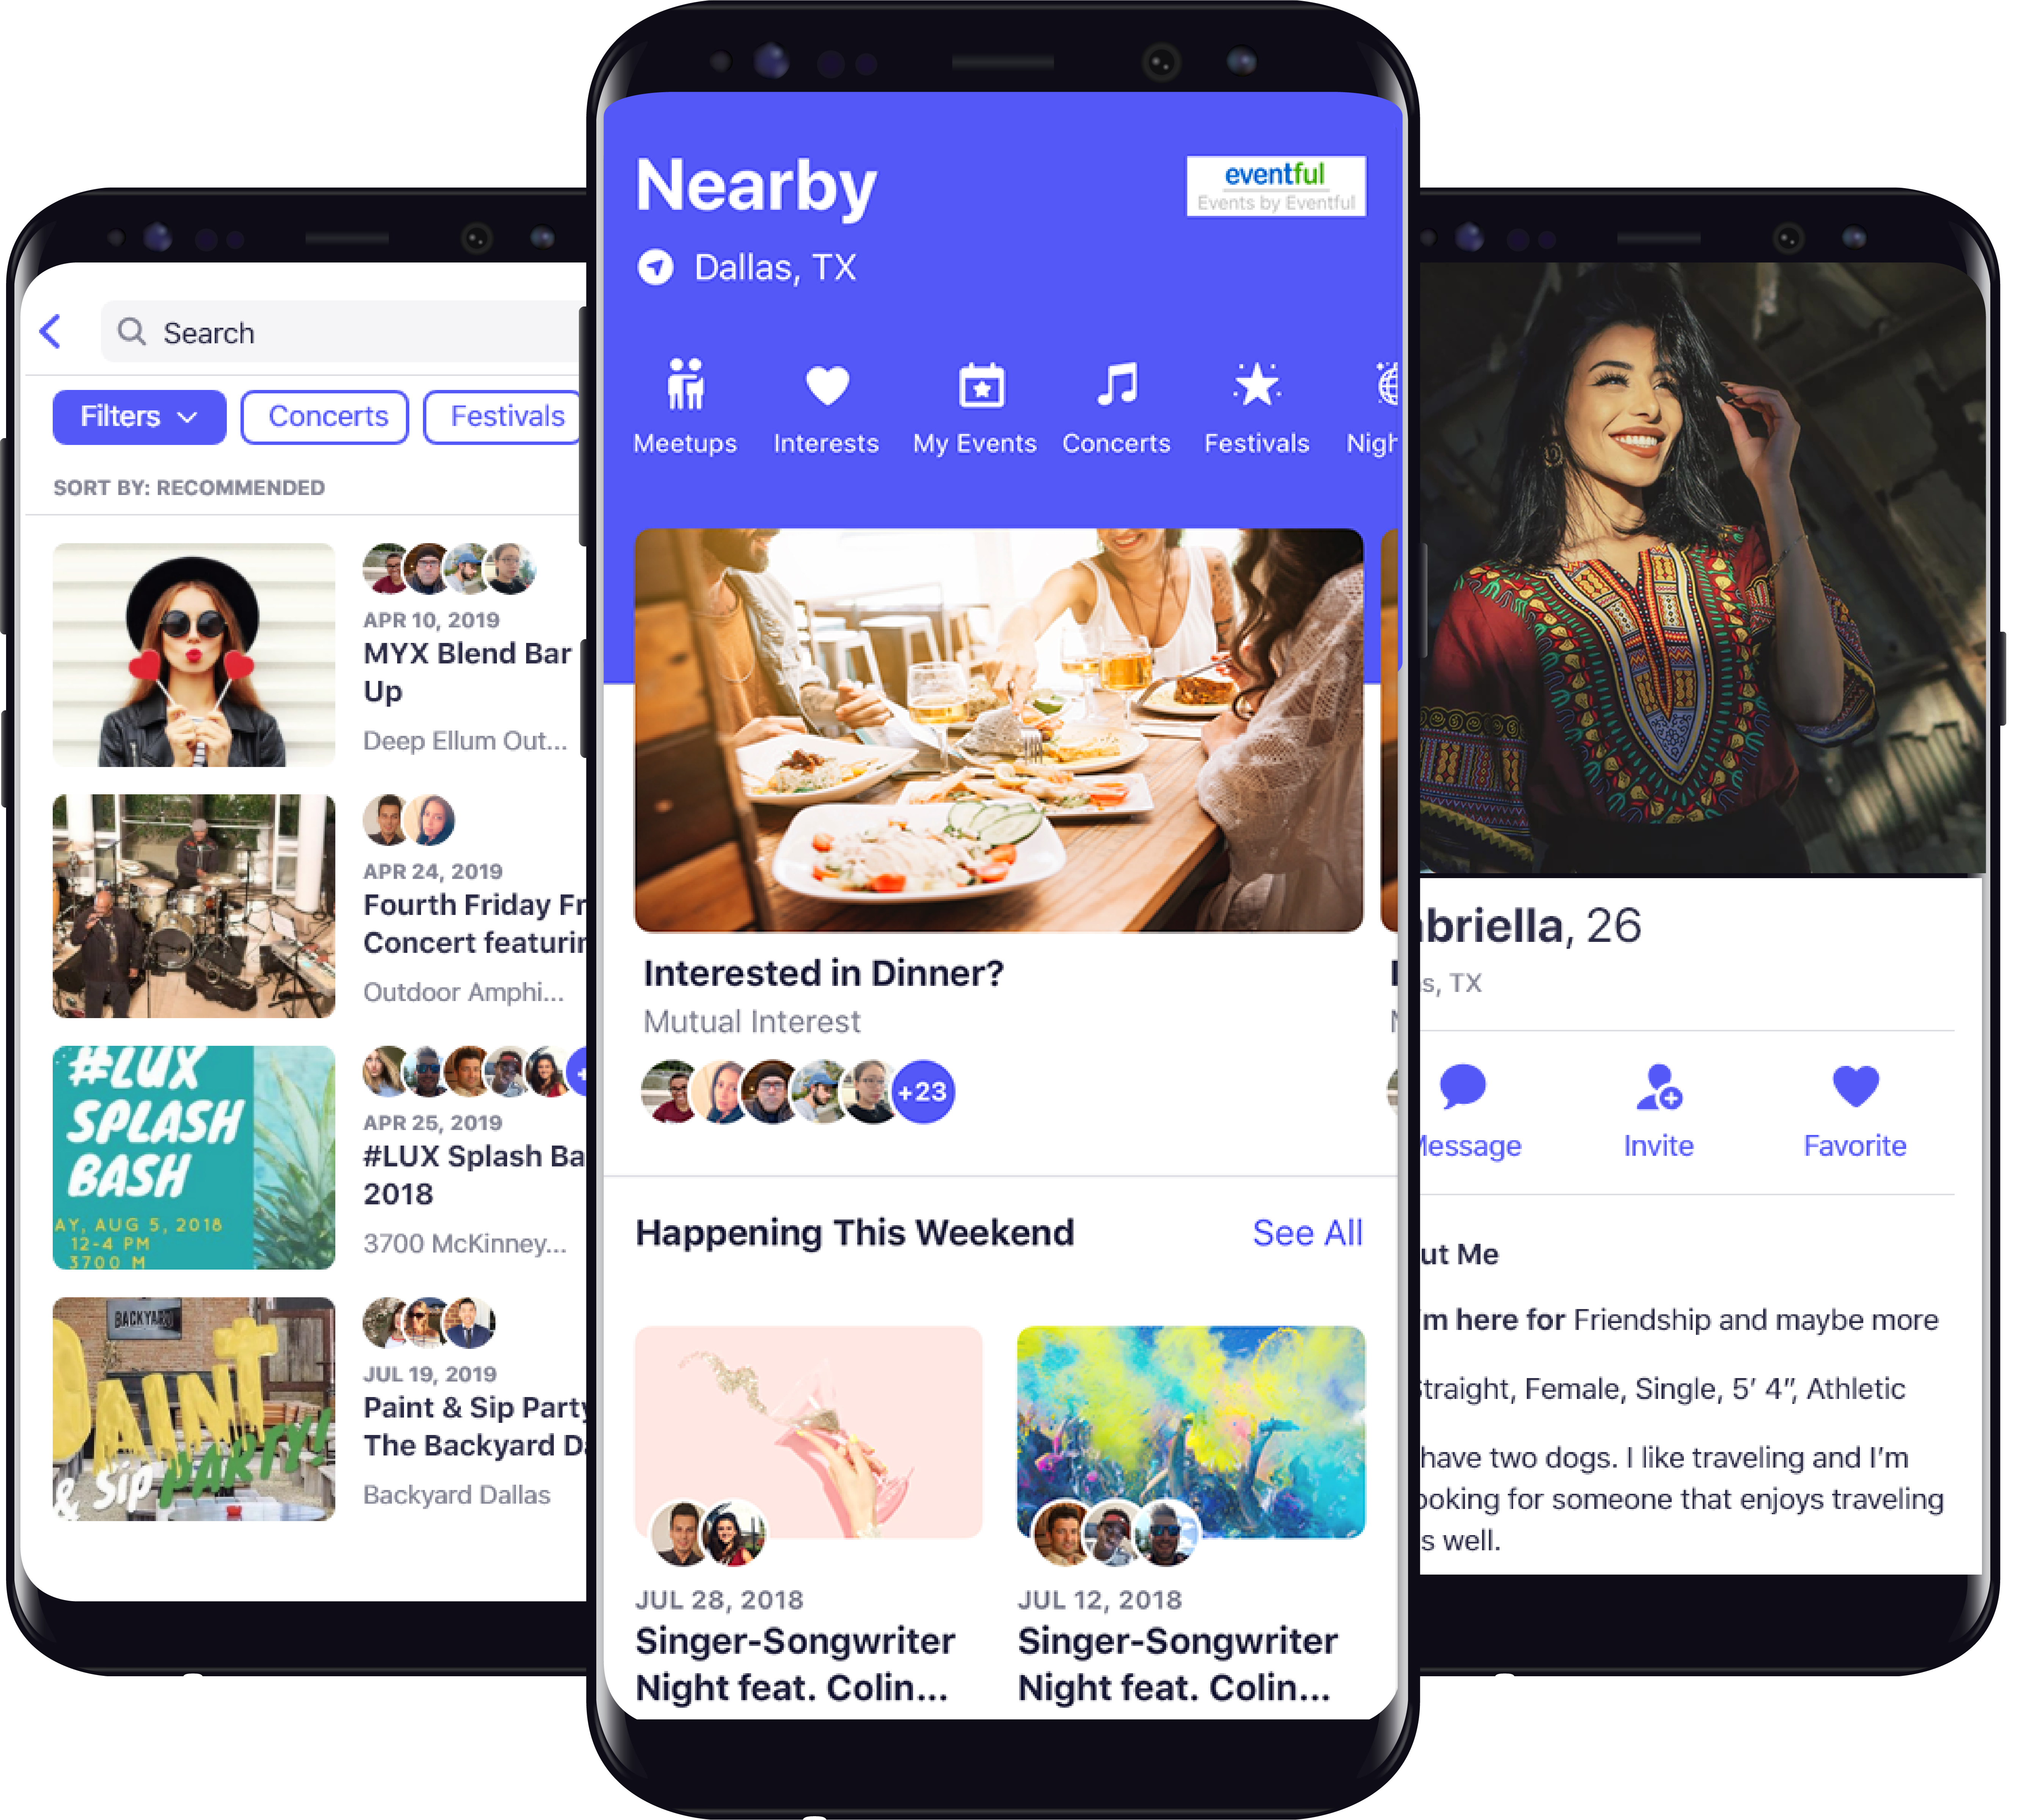 Search
Filters
Concerts
Festivals
SORT BY: RECOMMENDED
APR 10, 2019
MYX Blend Bar
Up
Deep Ellum Out...
APR 24, 2019
Fourth Friday Fr
Concert featurin
Outdoor Amphi...
#LUX
SPLASH
BASH
AY, AUG 5, 2018
12-4 PM
3700 M
APR 25, 2019
#LUX Splash Ba
2018
3700 McKinney...
BACKYARD
PAINT
& Sip PARTY!
JUL 19, 2019
Paint & Sip Party
The Backyard Da
Backyard Dallas
Nearby
eventful
Events by Eventful
Dallas, TX
Meetups
Interests
My Events
Concerts
Festivals
Nigh
Interested in Dinner?
Mutual Interest
+23
Happening This Weekend
See All
JUL 28, 2018
Singer-Songwriter
Night feat. Colin...
JUL 12, 2018
Singer-Songwriter
Night feat. Colin...
abriella, 26
s, TX
Message
Invite
Favorite
ut Me
'm here for Friendship and maybe more
Straight, Female, Single, 5' 4", Athletic
have two dogs. I like traveling and I'm
ooking for someone that enjoys traveling
s well.